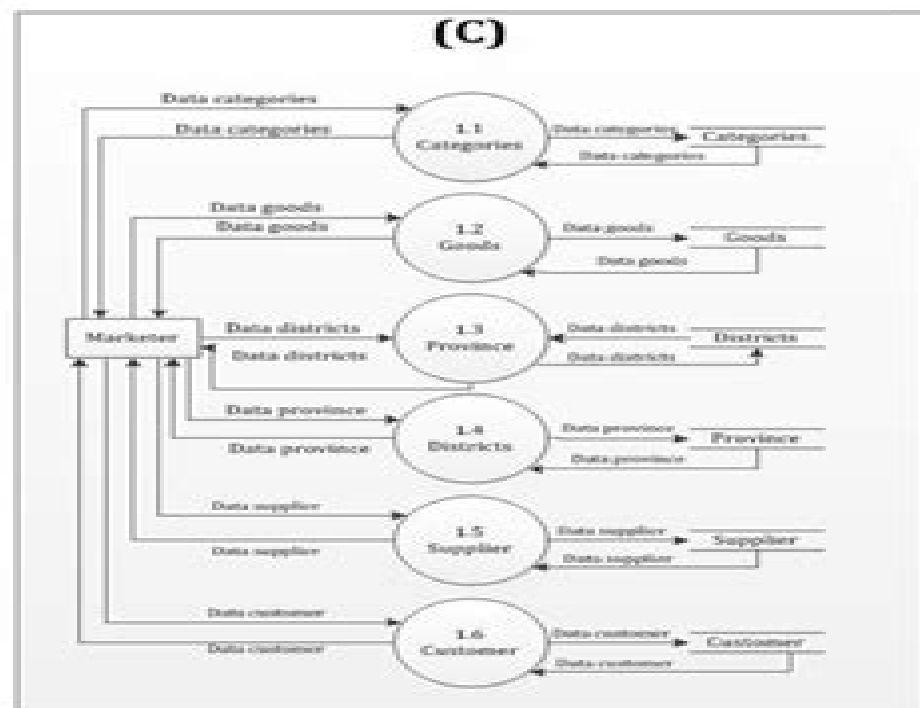 (C)
Data categories
Data categories
1.1
Categories
Data categories
Categories
Data categories
Data goods
Data goods
1.2
Goods
Data goods
Goods
Data goods
Marketer
Data districts
Data districts
1.3
Province
Data districts
Districts
Data districts
Data province
Data province
1.4
Districts
Data province
Province
Data province
Data supplier
Data supplier
1.5
Supplier
Data supplier
Supplier
Data supplier
Data customer
Data customer
1.6
Customer
Data customer
Customer
Data customer